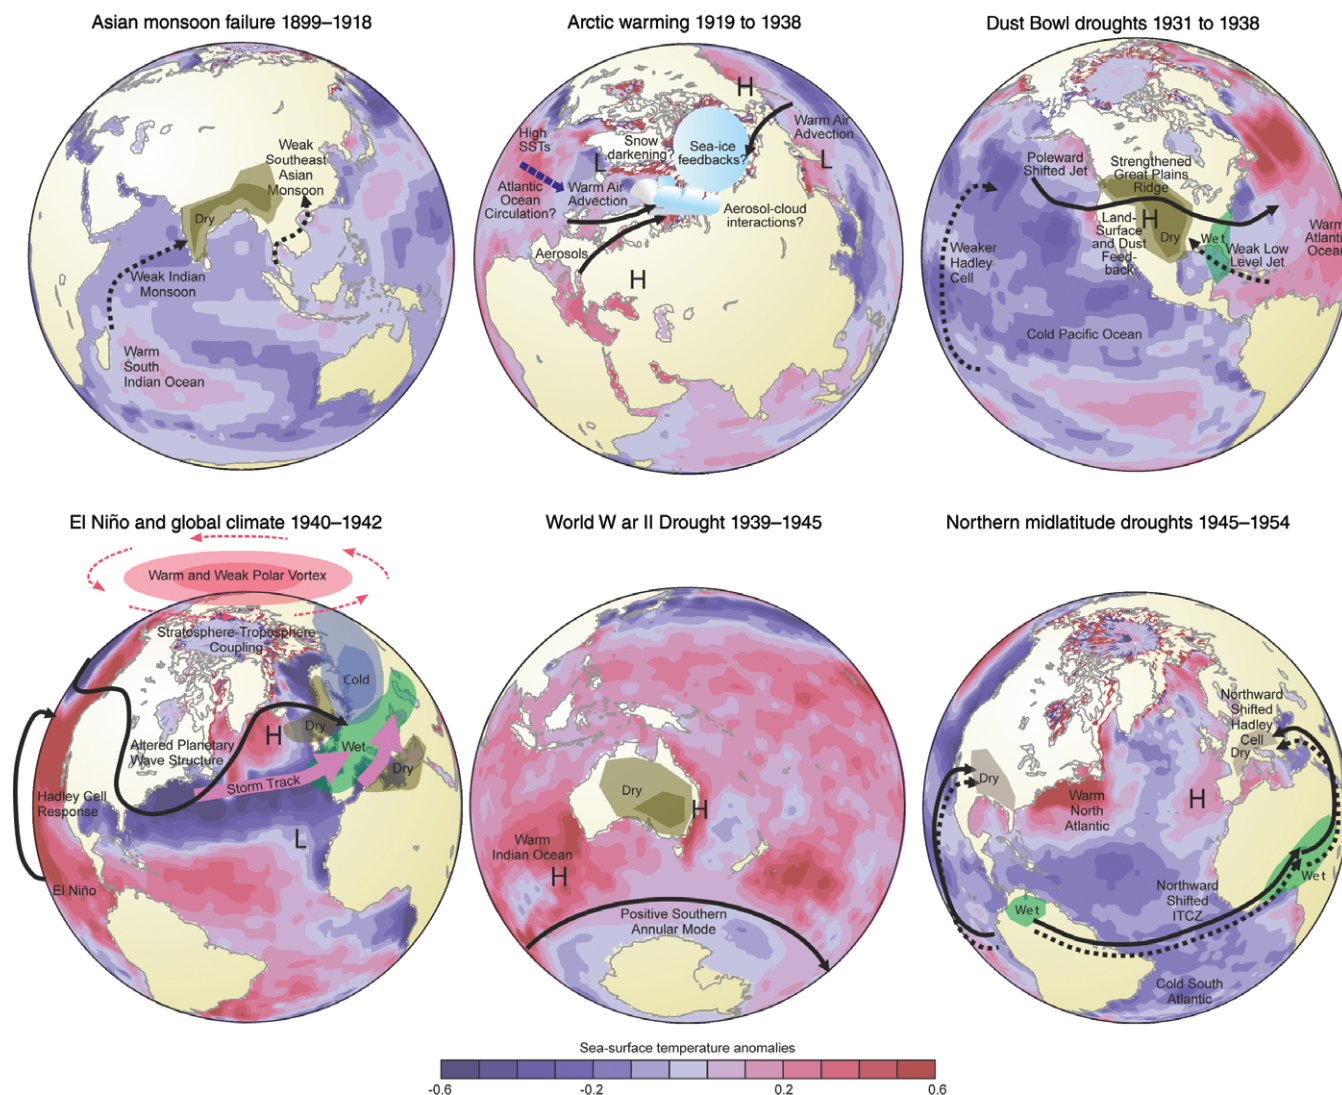 Asian monsoon failure 1899–1918
Weak
Southeast
Asian
Monsoon
Dry
Weak Indian
Monsoon
Warm
South
Indian Ocean
Arctic warming 1919 to 1938
H
High
SSTs
Snow
darkening?
Sea-ice
feedbacks?
Warm Air
Advection
L
L
Atlantic
Ocean
Circulation?
Warm Air
Advection
Aerosol-cloud
interactions?
Aerosols
H
Dust Bowl droughts 1931 to 1938
Poleward
Shifted Jet
Strengthened
Great Plains
Ridge
H
Land-
Surface
and Dust
Feed-
back
Dry
Wet
Weak Low
Level Jet
Warm
Atlantic
Ocean
Weaker
Hadley
Cell
Cold Pacific Ocean
El Niño and global climate 1940–1942
Warm and Weak Polar Vortex
Stratosphere-Troposphere
Coupling
Cold
Dry
H
Wet
Altered Planetary
Wave Structure
Dry
Storm Track
Hadley Cell
Response
L
El Niño
World W ar II Drought 1939–1945
Dry
H
Warm
Indian Ocean
H
Positive Southern
Annular Mode
Northern midlatitude droughts 1945–1954
Northward
Shifted
Hadley
Cell
Dry
Dry
Warm
North
Atlantic
H
Wet
Northward
Shifted
ITCZ
Wet
Cold South
Atlantic
Sea-surface temperature anomalies
-0.6
-0.2
0.2
0.6